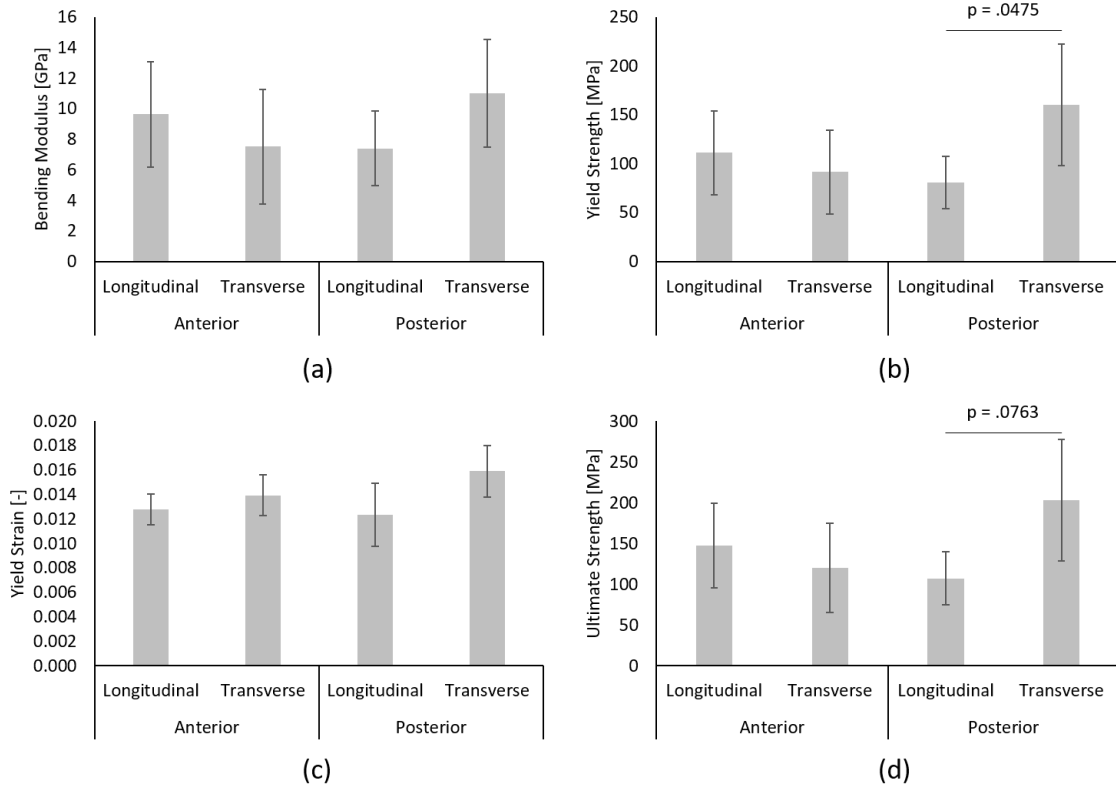 Bending Modulus [GPa]
16
14
12
10
8
6
4
2
0
Longitudinal Transverse Longitudinal Transverse
Anterior Posterior
(a)
p = .0475
Yield Strength [MPa]
250
200
150
100
50
0
Longitudinal Transverse Longitudinal Transverse
Anterior Posterior
(b)
Yield Strain [-]
0.020
0.018
0.016
0.014
0.012
0.010
0.008
0.006
0.004
0.002
0.000
Longitudinal Transverse Longitudinal Transverse
Anterior Posterior
(c)
p = .0763
Ultimate Strength [MPa]
300
250
200
150
100
50
0
Longitudinal Transverse Longitudinal Transverse
Anterior Posterior
(d)